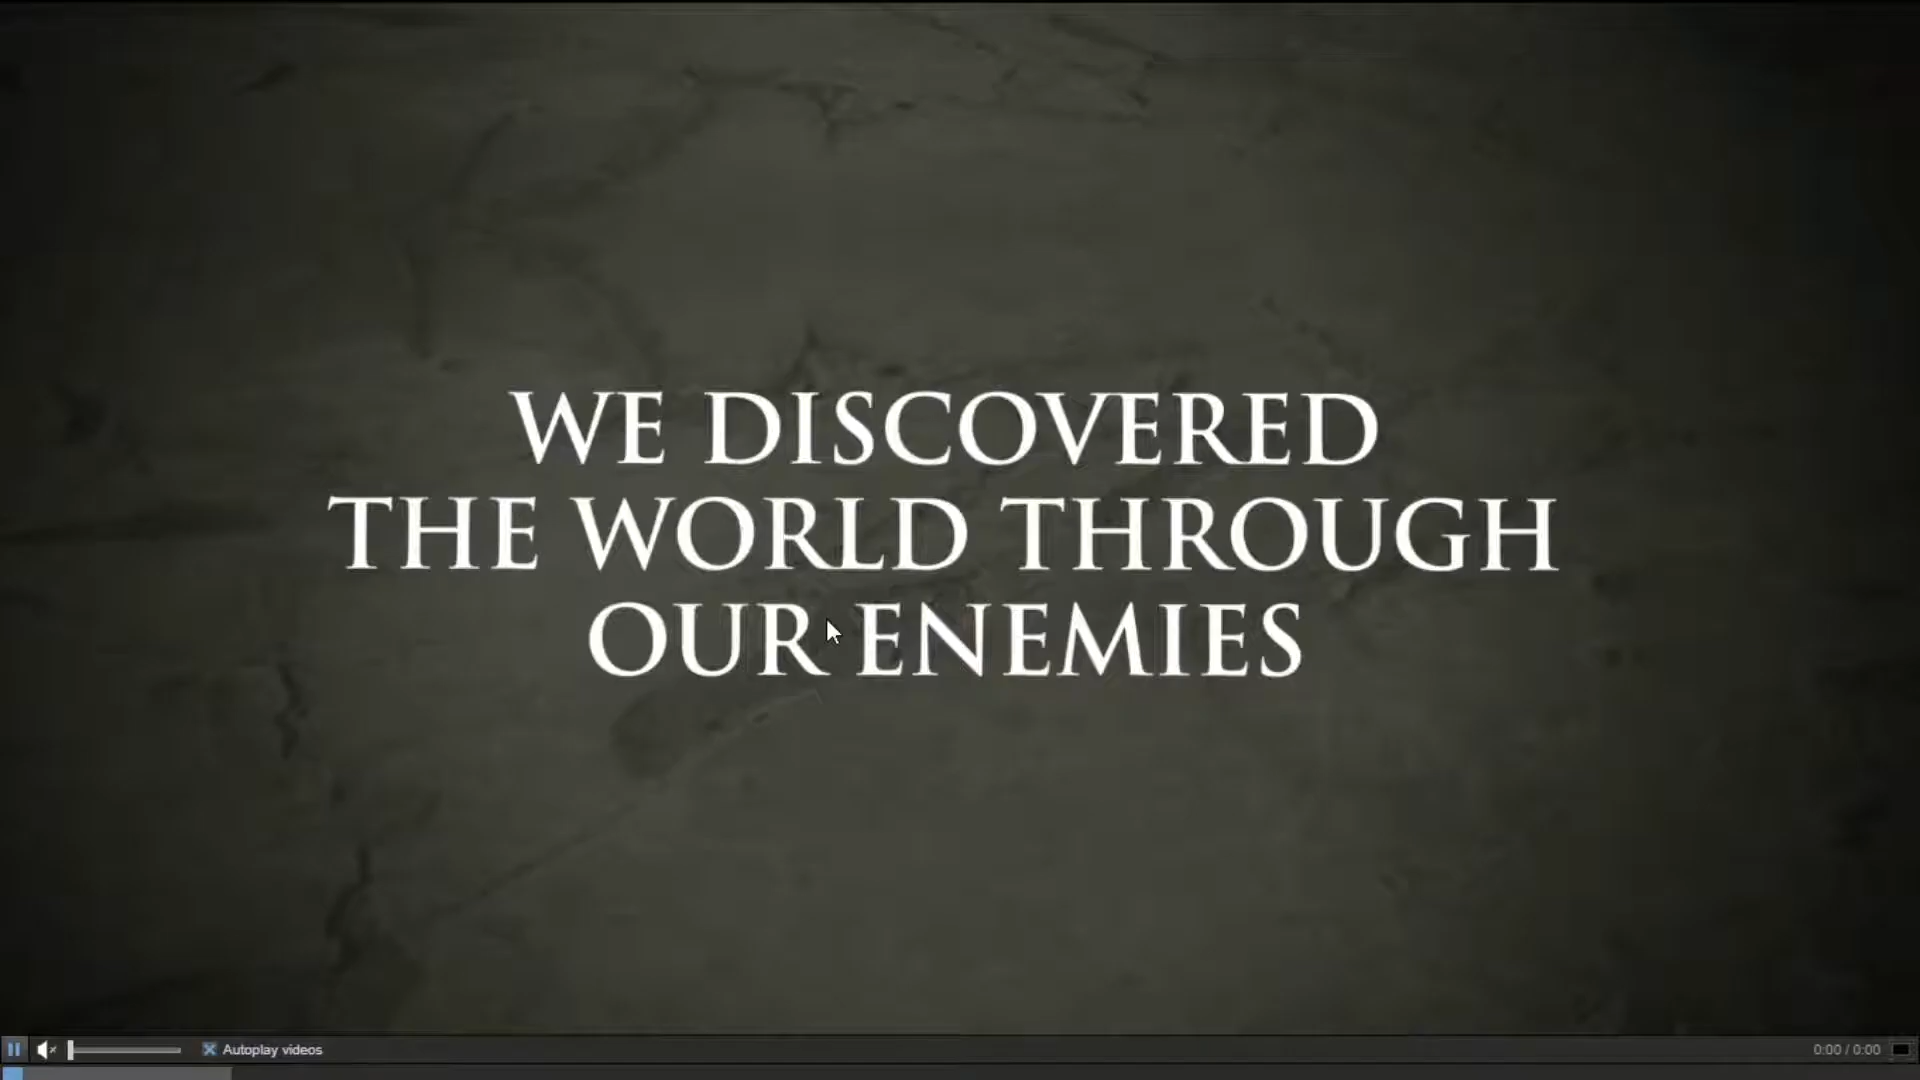 WE DISCOVERED
THE WORLD THROUGH
OUR ENEMIES
Autoplay videos
0:00 / 0:00